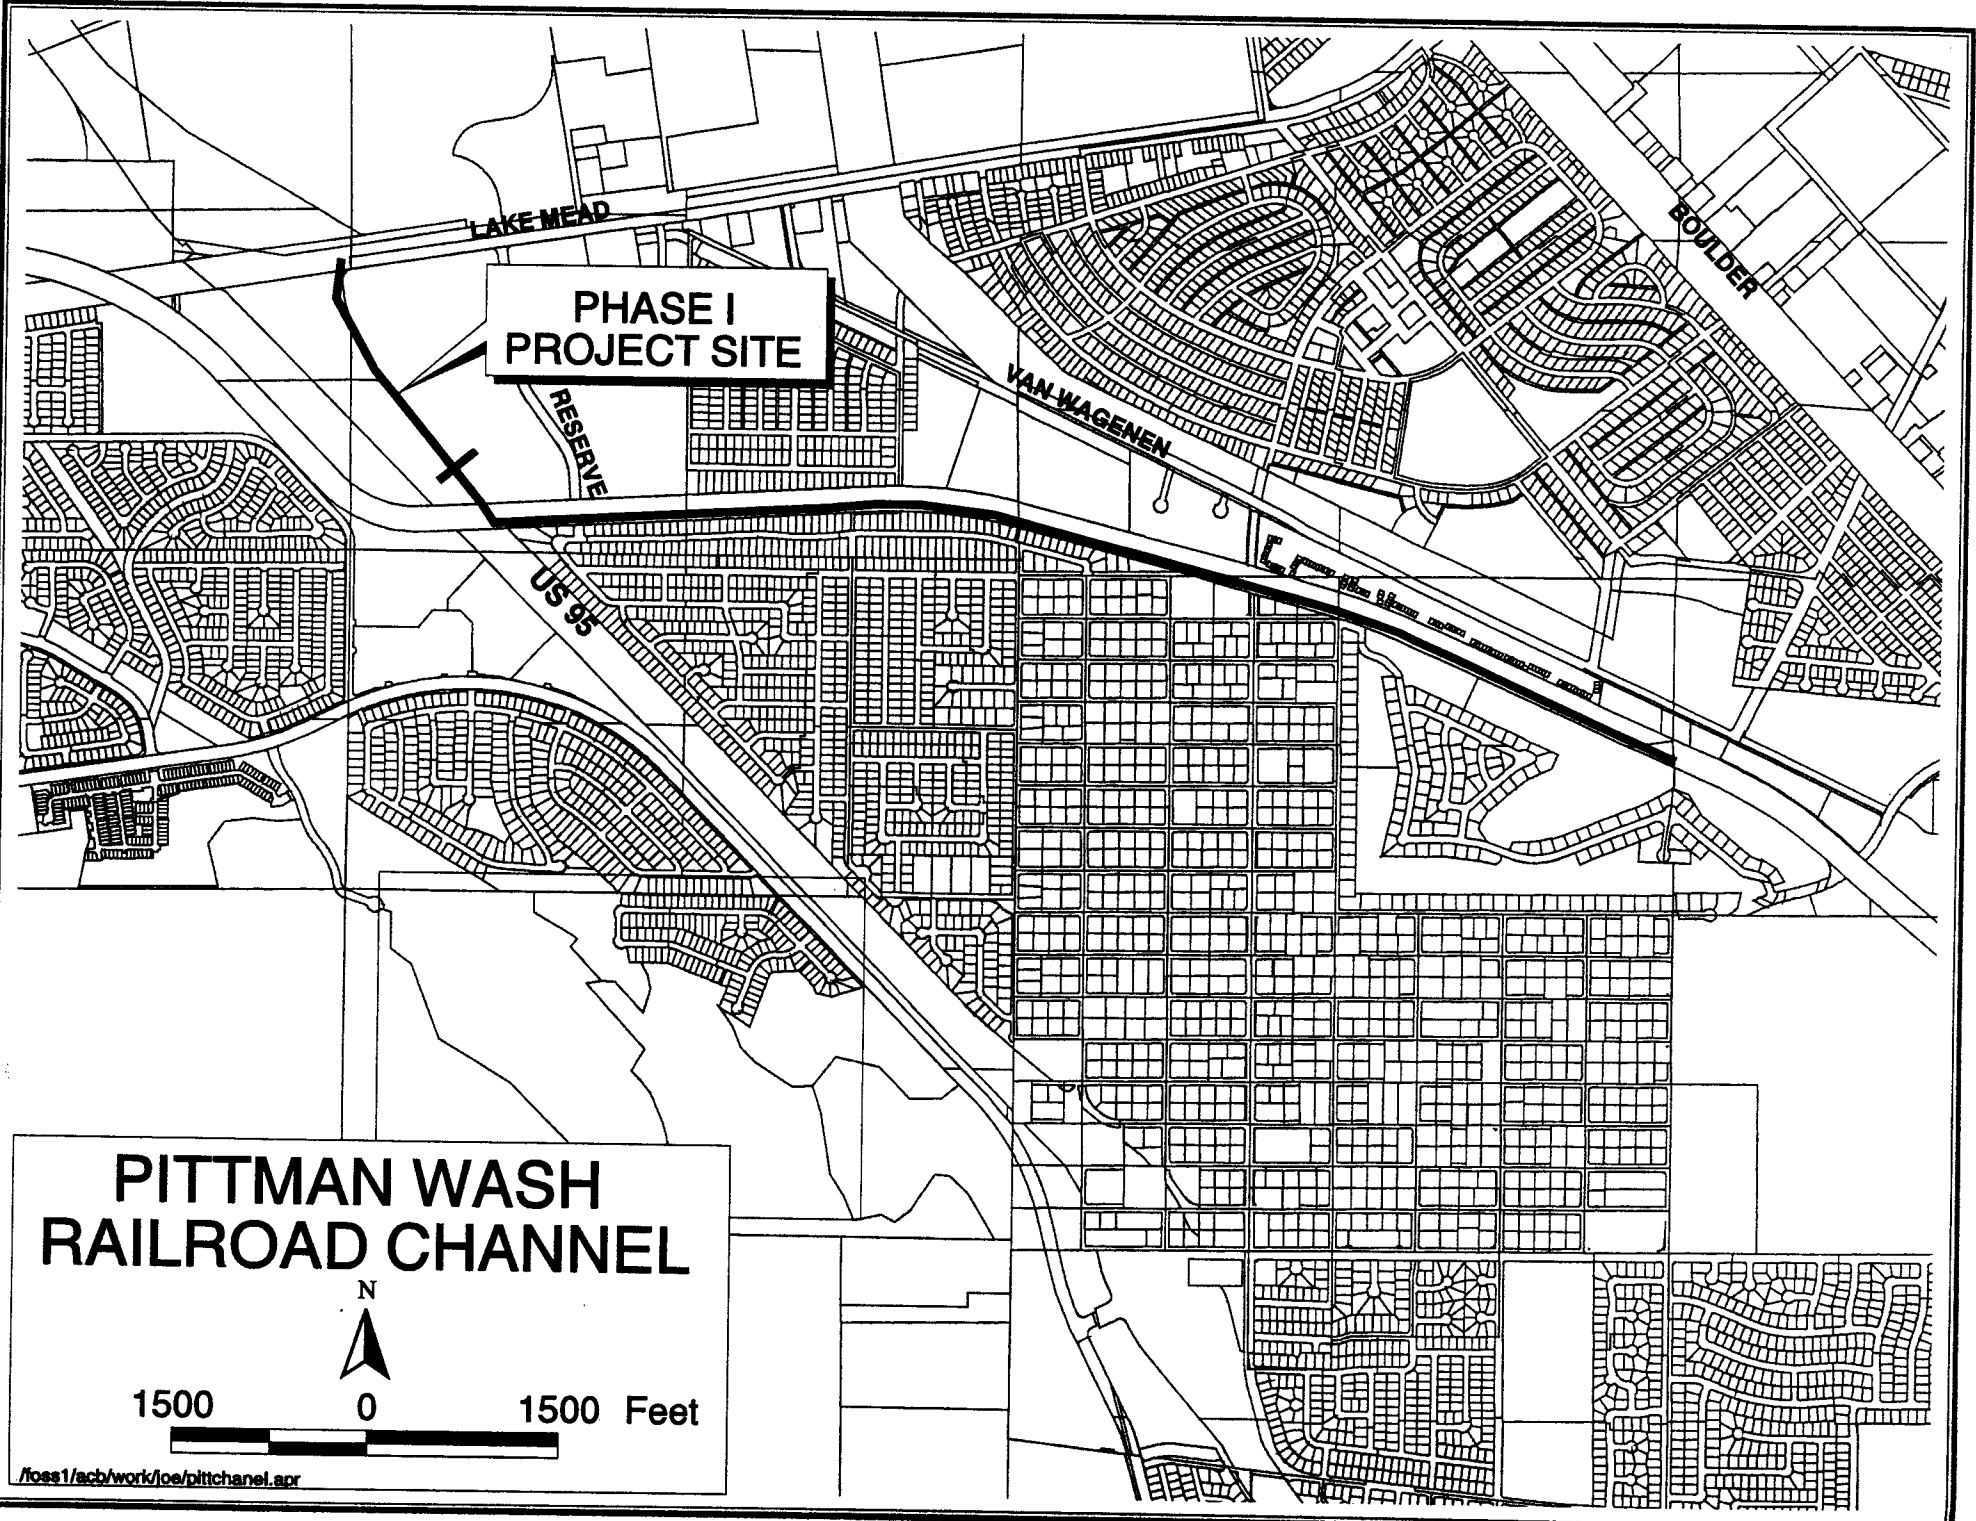 LAKE MEAD
BOULDER
PHASE I
PROJECT SITE
RESERVE
VAN WAGENEN
US 95
PITTMAN WASH
RAILROAD CHANNEL
N
1500 0 1500 Feet
/foss1/acb/work/joe/pittchanel.apr